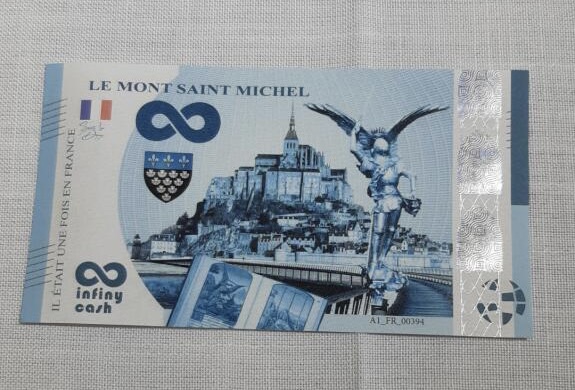 LE MONT SAINT MICHEL
IL ÉTAIT UNE FOIS EN FRANCE
infiny
cash
A1_FR_00394